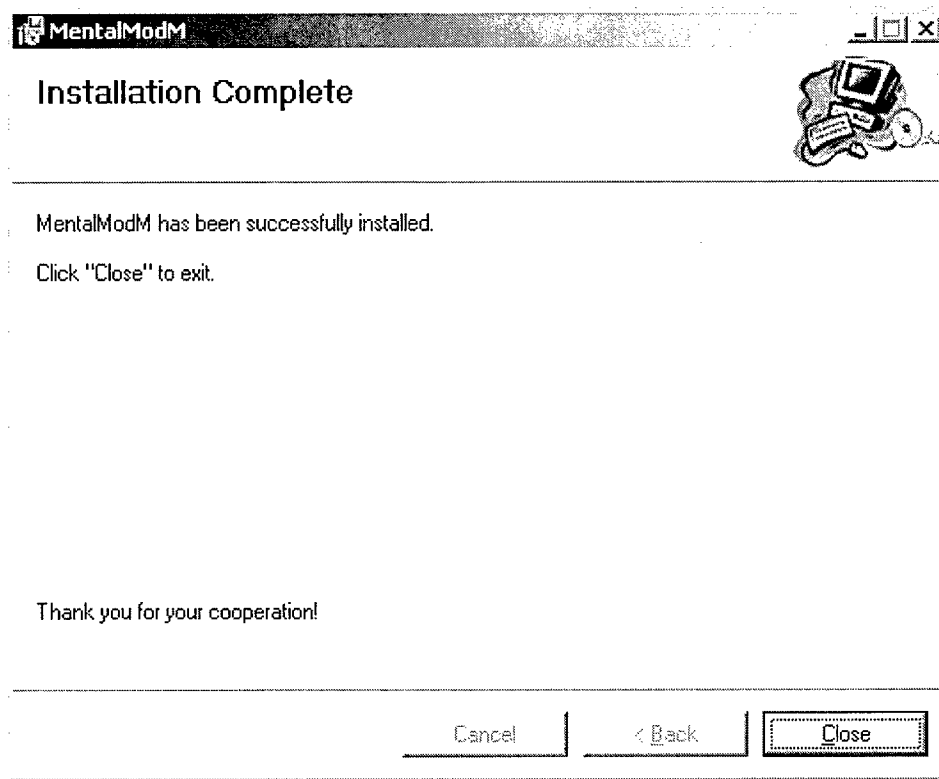 MentalModM
Installation Complete
MentalModM has been successfully installed.
Click "Close" to exit.
Thank you for your cooperation!
Cancel
< Back
Close